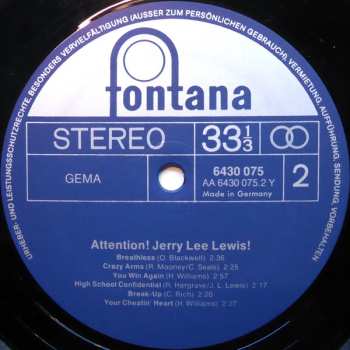 URHEBER- UND LEISTUNGSSCHUTZRECHTE, BESONDERS VERVIELFÄLTIGUNG (AUSSER ZUM PERSÖNLICHEN GEBRAUCH), VERMIETUNG, AUFFÜHRUNG, SENDUNG, VORBEHALTEN
fontana
STEREO
33 1/3
GEMA
6430 075
AA 6430 075.2 Y
Made in Germany
2
Attention! Jerry Lee Lewis!
Breathless (O. Blackwell) 2:36
Crazy Arms (R. Mooney/C. Seals) 2:25
You Win Again (H. Williams) 2:57
High School Confidential (R. Hargrave/J. L. Lewis) 2:17
Break-Up (C. Rich) 2:26
Your Cheatin' Heart (H. Williams) 2:27